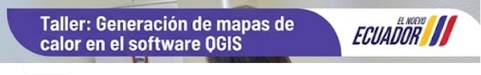 Taller: Generación de mapas de
calor en el software QGIS
EL NUEVO
ECUADOR